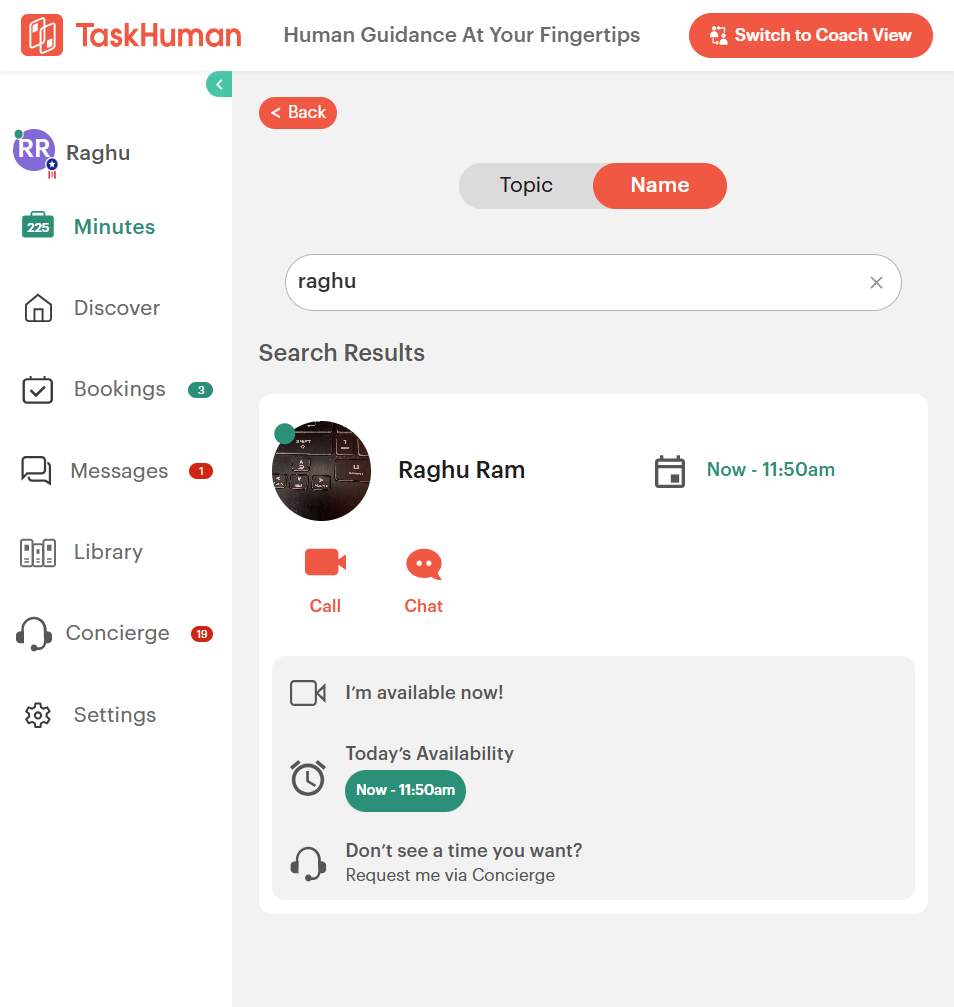 TaskHuman
Human Guidance At Your Fingertips
Switch to Coach View
< Back
RR
Raghu
Topic
Name
225
Minutes
raghu
Discover
Search Results
Bookings
3
Raghu Ram
Now - 11:50am
Messages
1
Library
Call
Chat
Concierge
19
I'm available now!
Settings
Today's Availability
Now - 11:50am
Don't see a time you want?
Request me via Concierge